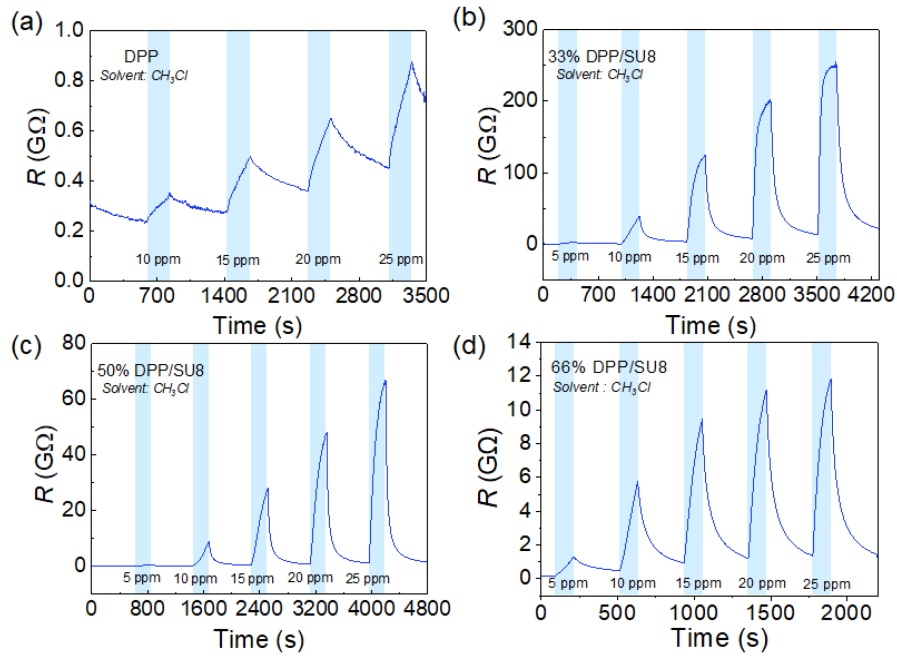 (a)
1.0
0.8
0.6
0.4
0.2
0.0
R (GΩ)
DPP
Solvent: CH3Cl
10 ppm
15 ppm
20 ppm
25 ppm
0
700
1400
2100
2800
3500
Time (s)
(b)
300
250
200
150
100
50
0
R (GΩ)
33% DPP/SU8
Solvent: CH3Cl
5 ppm
10 ppm
15 ppm
20 ppm
25 ppm
0
700
1400
2100
2800
3500
4200
Time (s)
(c)
80
60
40
20
0
R (GΩ)
50% DPP/SU8
Solvent: CH3Cl
5 ppm
10 ppm
15 ppm
20 ppm
25 ppm
0
800
1600
2400
3200
4000
4800
Time (s)
(d)
14
12
10
8
6
4
2
0
R (GΩ)
66% DPP/SU8
Solvent : CH3Cl
5 ppm
10 ppm
15 ppm
20 ppm
25 ppm
0
500
1000
1500
2000
Time (s)